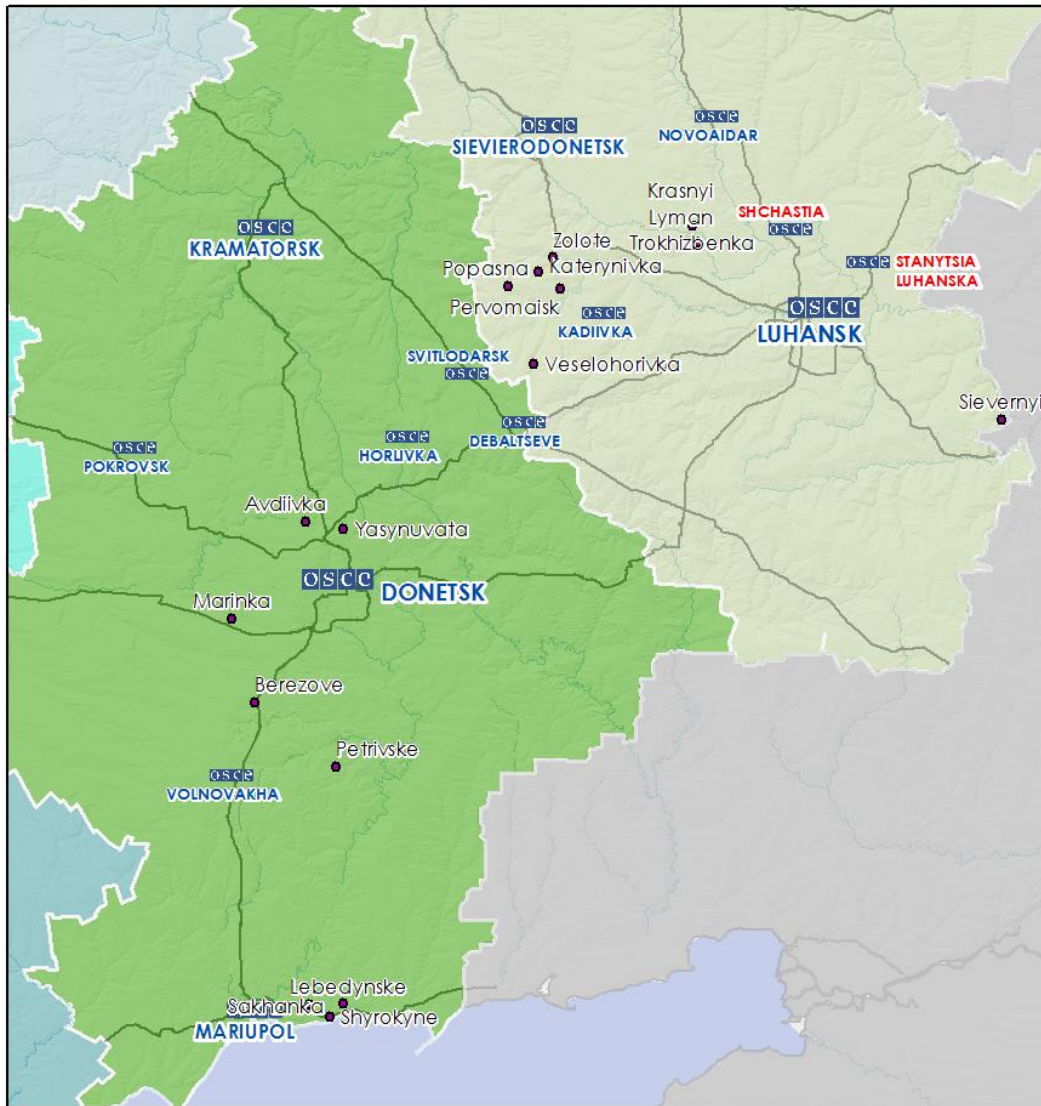 osce
NOVOAIDAR
osce
SIEVIERODONETSK
Krasnyi
Lyman
SHCHASTIA
osce
Trokhizbenka
osce
KRAMATORSK
Zolote
osce
STANYTSIA
LUHANSKA
Popasna
Katerynivka
Pervomaisk
osce
LUHANSK
osce
KADIIVKA
SVITLODARSK
osce
Veselohorivka
Sievernyi
osce
DEBALTSEVE
osce
HORLIVKA
osce
POKROVSK
Avdiivka
Yasynuvata
osce
DONETSK
Marinka
Berezove
Petrivske
osce
VOLNOVAKHA
Lebedynske
Sakhanka
Shyrokyne
MARIUPOL